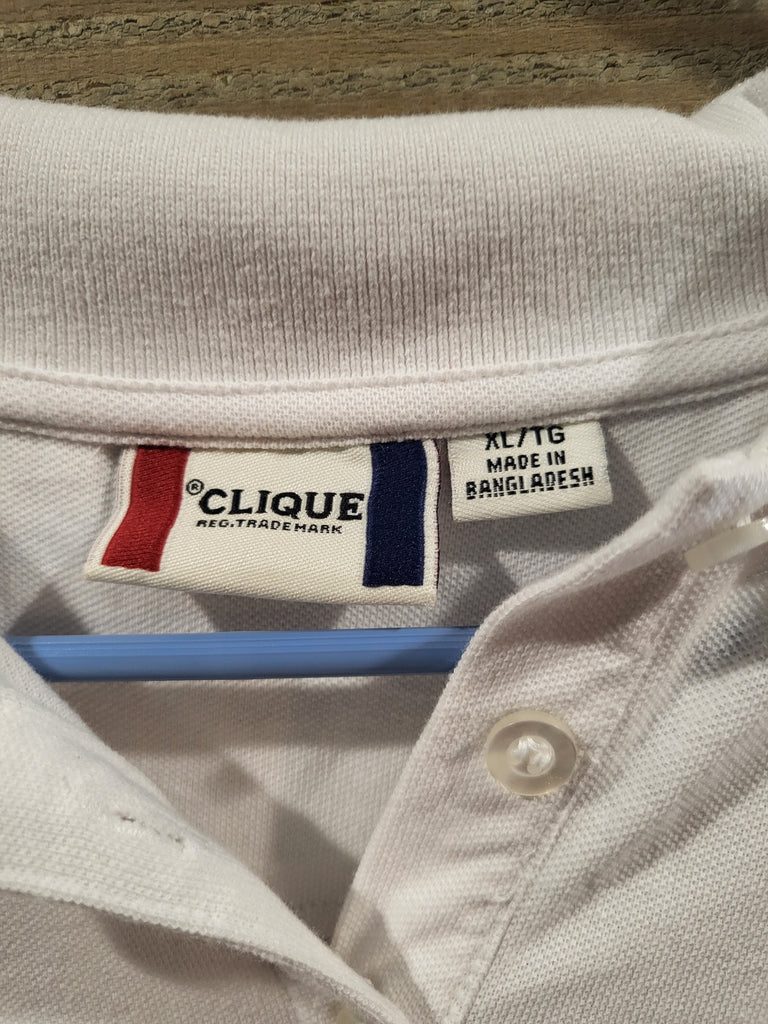 ®CLIQUE
REG.TRADEMARK
XL/TG
MADE IN
BANGLADESH